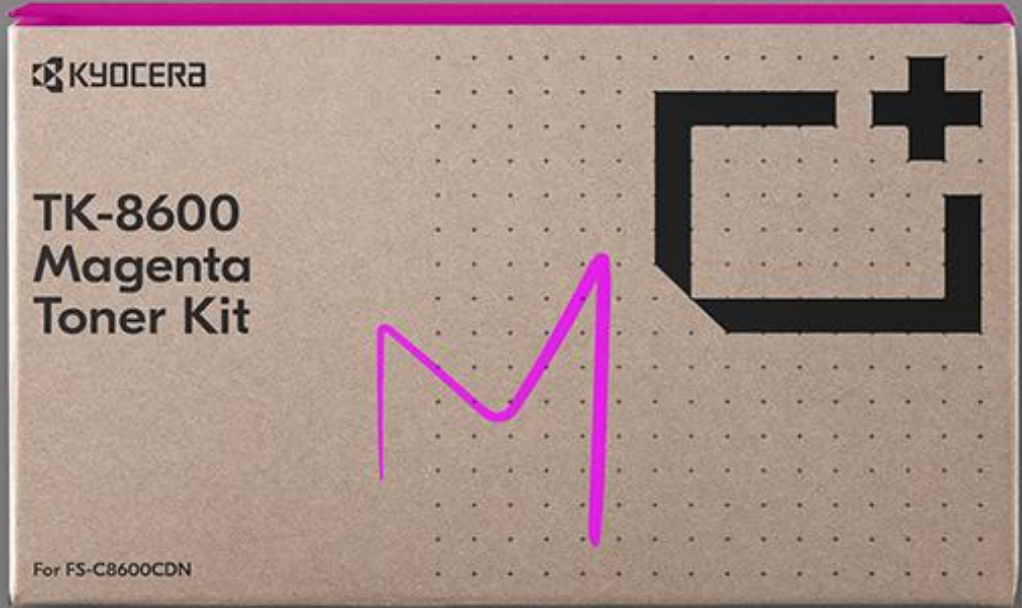 KYOCERA
TK-8600
Magenta
Toner Kit
M
For FS-C8600CDN